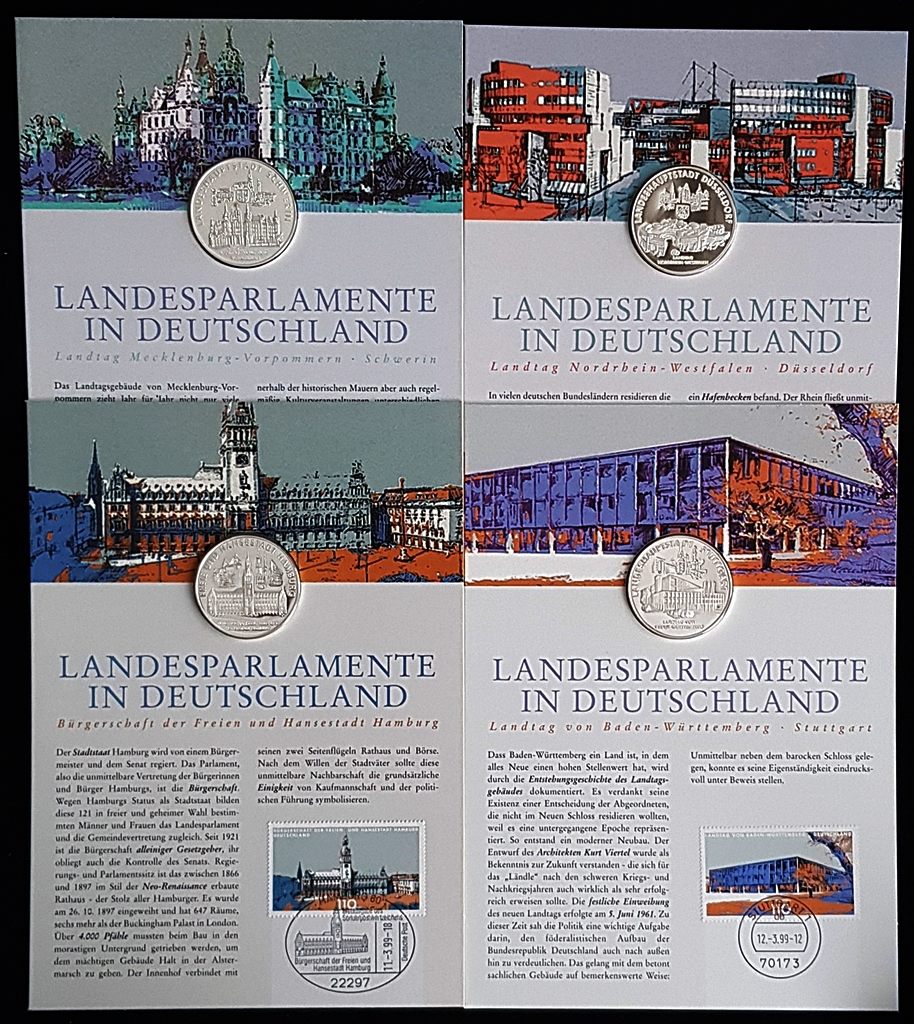 LANDESHAUPTSTADT SCHWERIN
LANDESPARLAMENTE
IN DEUTSCHLAND
Landtag Mecklenburg-Vorpommern · Schwerin
Das Landtagsgebäude von Mecklenburg-Vor-
pommern zieht Jahr für Jahr nicht nur viele
nerhalb der historischen Mauern aber auch regel-
mäßig Kulturveranstaltungen unterschiedlichen
LANDESHAUPTSTADT DÜSSELDORF
LANDTAG
NORDRHEIN-WESTFALEN
LANDESPARLAMENTE
IN DEUTSCHLAND
Landtag Nordrhein-Westfalen · Düsseldorf
In vielen deutschen Bundesländern residieren die
ein Hafenbecken befand. Der Rhein fließt unmit-
FREIE UND HANSESTADT HAMBURG
LANDESPARLAMENTE
IN DEUTSCHLAND
Bürgerschaft der Freien und Hansestadt Hamburg
Der Stadtstaat Hamburg wird von einem Bürger-
meister und dem Senat regiert. Das Parlament,
also die unmittelbare Vertretung der Bürgerinnen
und Bürger Hamburgs, ist die Bürgerschaft.
Wegen Hamburgs Status als Stadtstaat bilden
diese 121 in freier und geheimer Wahl bestimm-
ten Männer und Frauen das Landesparlament
und die Gemeindevertretung zugleich. Seit 1921
ist die Bürgerschaft alleiniger Gesetzgeber, ihr
obliegt auch die Kontrolle des Senats. Regie-
rungs- und Parlamentssitz ist das zwischen 1866
und 1897 im Stil der Neo-Renaissance erbaute
Rathaus - der Stolz aller Hamburger. Es wurde
am 26. 10. 1897 eingeweiht und hat 647 Räume,
sechs mehr als der Buckingham Palast in London.
Über 4.000 Pfähle mussten beim Bau in den
morastigen Untergrund getrieben werden, um
dem mächtigen Gebäude Halt in der Alster-
marsch zu geben. Der Innenhof verbindet mit
seinen zwei Seitenflügeln Rathaus und Börse.
Nach dem Willen der Stadtväter sollte diese
unmittelbare Nachbarschaft die grundsätzliche
Einigkeit von Kaufmannschaft und der politi-
schen Führung symbolisieren.
BÜRGERSCHAFT DER FREIEN UND HANSESTADT HAMBURG
DEUTSCHLAND
110
Bürgerschaft der Freien und
Hansestadt Hamburg
11.-3.99-18
Deutsche Post
22297
LANDESHAUPTSTADT STUTTGART
LANDTAG VON
BADEN-WÜRTTEMBERG
LANDESPARLAMENTE
IN DEUTSCHLAND
Landtag von Baden-Württemberg · Stuttgart
Das Baden-Württemberg ein Land ist, in dem
alles Neue einen hohen Stellenwert hat, wird
durch die Entstehungsgeschichte des Landtags-
gebäudes dokumentiert. Es verdankt seine
Existenz einer Entscheidung der Abgeordneten,
die nicht im Neuen Schloss residieren wollten,
weil es eine untergegangene Epoche repräsen-
tiert. So entstand ein moderner Neubau. Der
Entwurf des Architekten Kurt Viertel wurde als
Bekenntnis zur Zukunft verstanden - die sich für
das „Ländle" nach den schweren Kriegs- und
Nachkriegsjahren auch wirklich als sehr erfolg-
reich erweisen sollte. Die festliche Einweihung
des neuen Landtags erfolgte am 5. Juni 1961. Zu
dieser Zeit sah die Politik eine wichtige Aufgabe
darin, den föderalistischen Aufbau der
Bundesrepublik Deutschland auch nach außen
hin zu verdeutlichen. Das gelang mit dem betont
sachlichen Gebäude auf bemerkenswerte Weise:
Unmittelbar neben dem barocken Schloss gele-
gen, konnte es seine Eigenständigkeit eindrucks-
voll unter Beweis stellen.
LANDTAG VON BADEN-WÜRTTEMBERG
STUTTGART
12.-3.99-12
70173